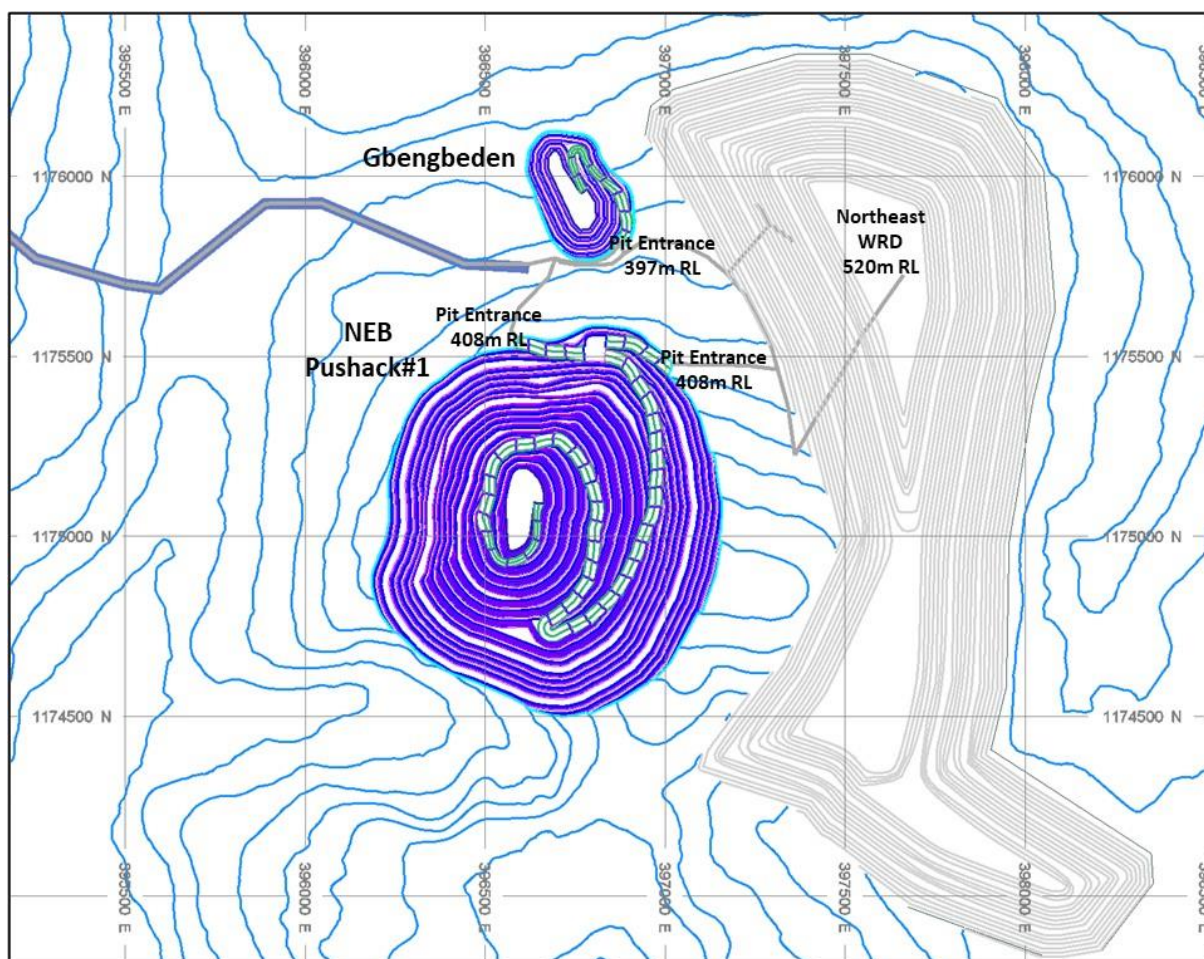 395500 E
396000 E
396500 E
397000 E
397500 E
398000 E
Gbengbeden
1176000 N
1176000 N
Northeast
WRD
520m RL
Pit Entrance
397m RL
NEB
Pushack#1
Pit Entrance
408m RL
Pit Entrance
408m RL
1175500 N
1175500 N
1175000 N
1175000 N
1174500 N
1174500 N
395500 E
396000 E
396500 E
397000 E
397500 E
398000 E